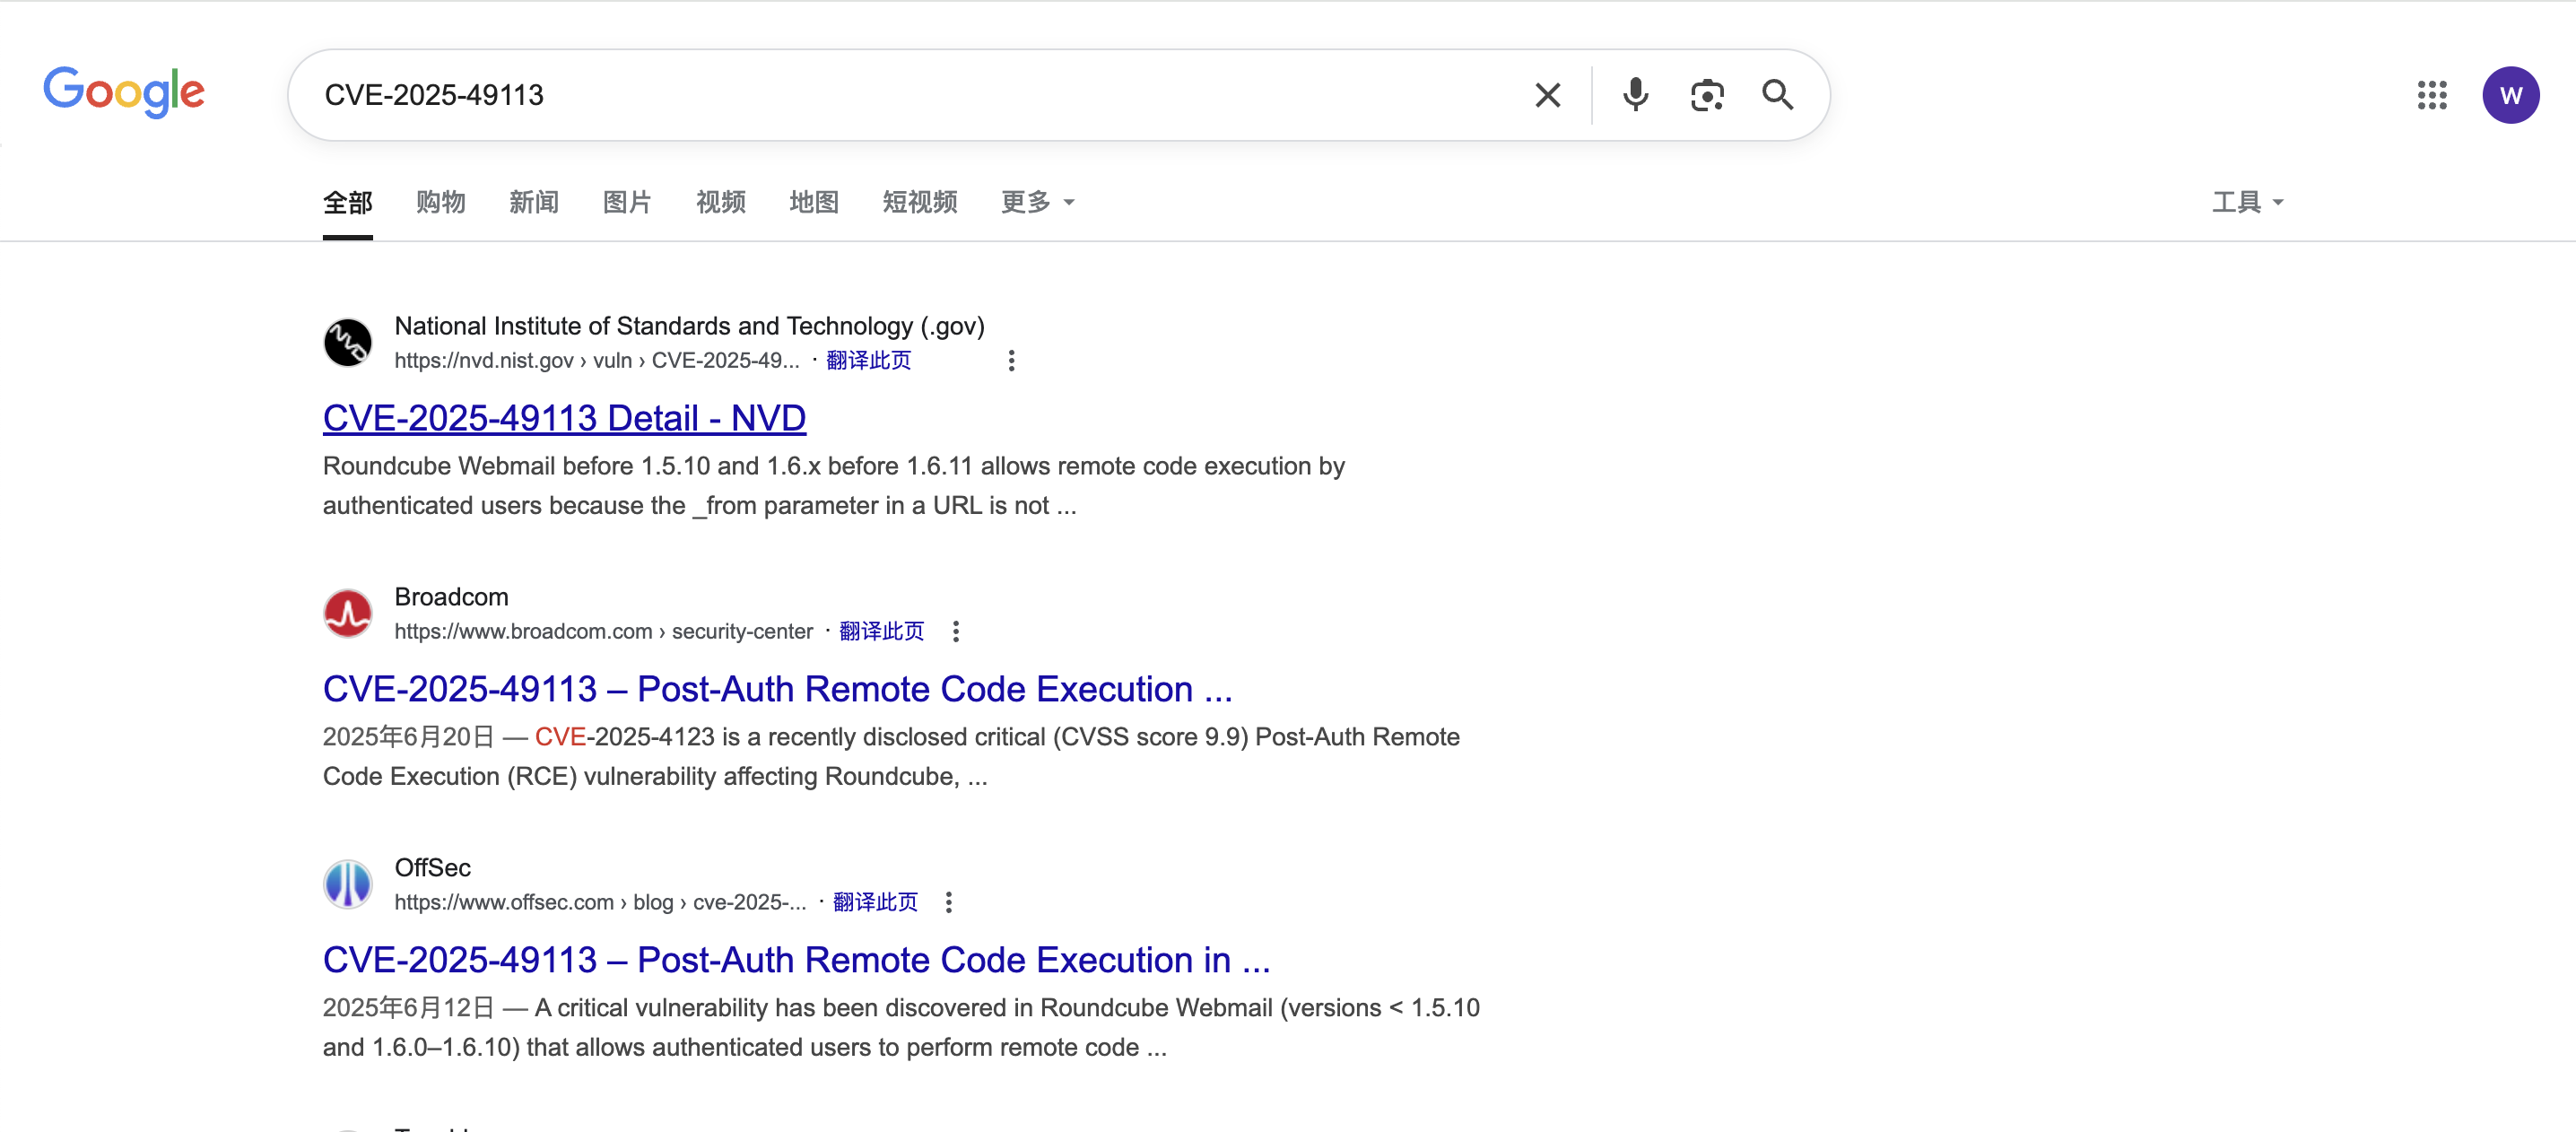 Google
CVE-2025-49113
W
全部 购物 新闻 图片 视频 地图 短视频 更多
工具
NVD
National Institute of Standards and Technology (.gov)
https://nvd.nist.gov › vuln › CVE-2025-49... · 翻译此页
CVE-2025-49113 Detail - NVD
Roundcube Webmail before 1.5.10 and 1.6.x before 1.6.11 allows remote code execution by
authenticated users because the _from parameter in a URL is not ...
Broadcom
https://www.broadcom.com › security-center · 翻译此页
CVE-2025-49113 – Post-Auth Remote Code Execution ...
2025年6月20日 — CVE-2025-4123 is a recently disclosed critical (CVSS score 9.9) Post-Auth Remote
Code Execution (RCE) vulnerability affecting Roundcube, ...
OffSec
https://www.offsec.com › blog › cve-2025-... · 翻译此页
CVE-2025-49113 – Post-Auth Remote Code Execution in ...
2025年6月12日 — A critical vulnerability has been discovered in Roundcube Webmail (versions < 1.5.10
and 1.6.0–1.6.10) that allows authenticated users to perform remote code ...